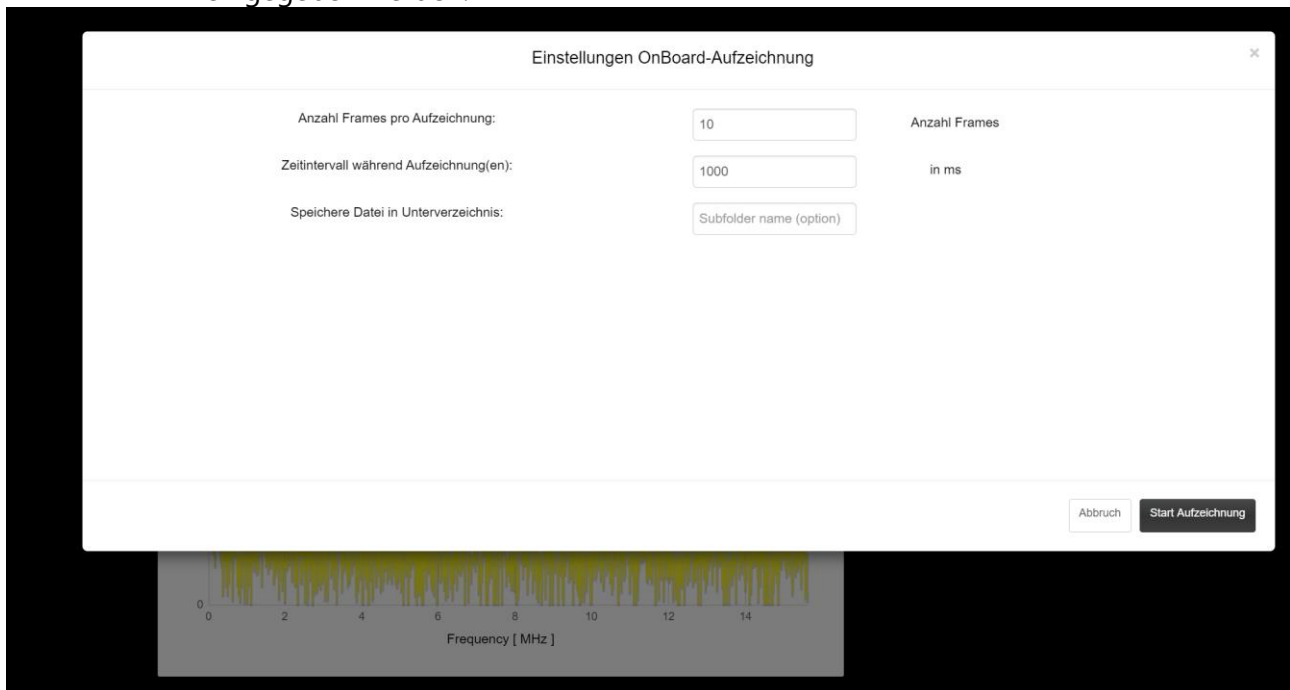 Einstellungen OnBoard-Aufzeichnung ×
Anzahl Frames pro Aufzeichnung: 10 Anzahl Frames
Zeitintervall während Aufzeichnung(en): 1000 in ms
Speichere Datei in Unterverzeichnis: Subfolder name (option)
Abbruch Start Aufzeichnung
0
0 2 4 6 8 10 12 14
Frequency [ MHz ]